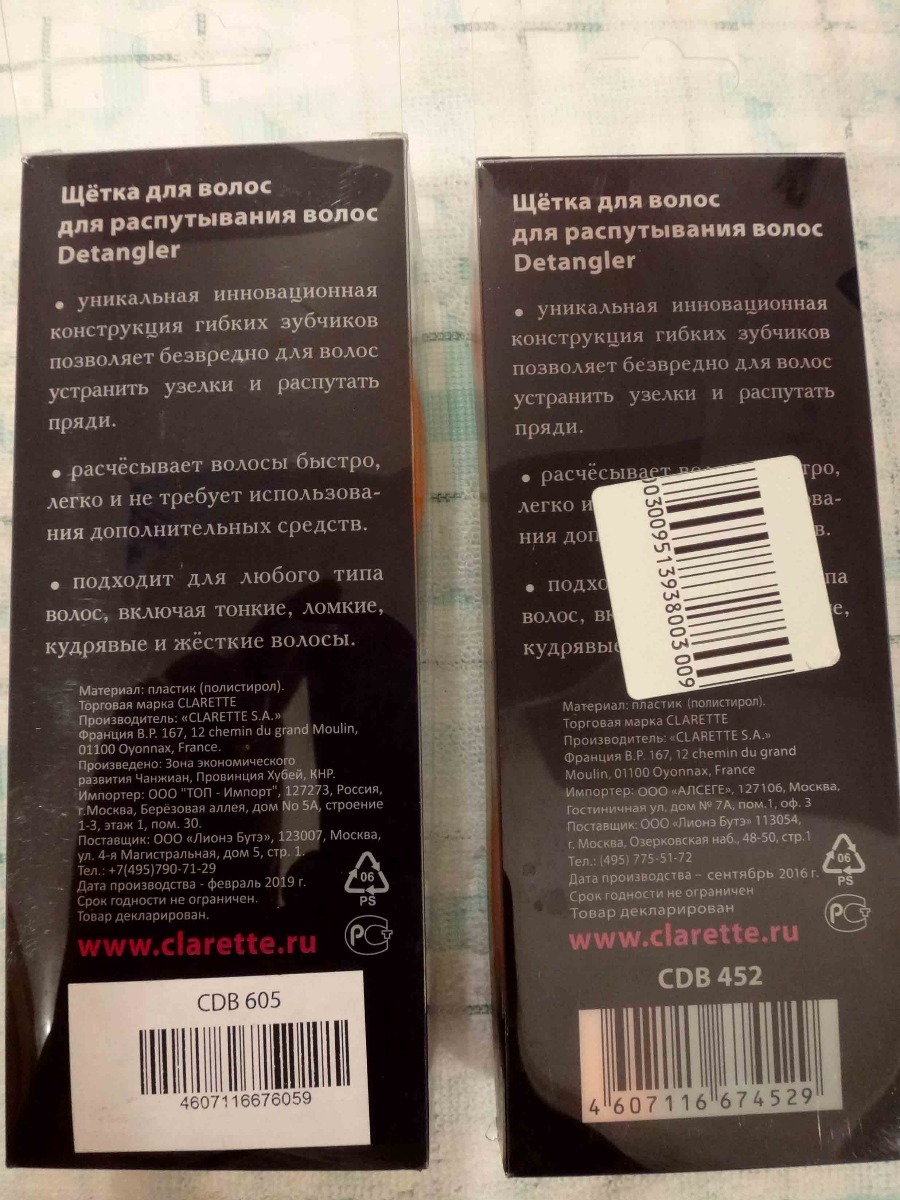 Щётка для волос
для распутывания волос
Detangler
• уникальная инновационная
конструкция гибких зубчиков
позволяет безвредно для волос
устранить узелки и распутать
пряди.
• расчёсывает волосы быстро,
легко и не требует использова-
ния дополнительных средств.
• подходит для любого типа
волос, включая тонкие, ломкие,
кудрявые и жёсткие волосы.
Материал: пластик (полистирол).
Торговая марка CLARETTE
Производитель: «CLARETTE S.A.»
Франция B.P. 167, 12 chemin du grand Moulin,
01100 Oyonnax, France.
Произведено: Зона экономического
развития Чанжиан, Провинция Хубей, КНР.
Импортер: ООО "ТОП - Импорт", 127273, Россия,
г.Москва, Берёзовая аллея, дом No 5А, строение
1-3, этаж 1, пом. 30.
Поставщик: ООО «Лионэ Бутэ», 123007, Москва,
ул. 4-я Магистральная, дом 5, стр. 1
Тел.: +7(495)790-71-29
Дата производства - февраль 2019 г.
Срок годности не ограничен.
Товар декларирован.
06
PS
www.clarette.ru
РСТ
CDB 605
4607116676059
Щётка для волос
для распутывания волос
Detangler
• уникальная инновационная
конструкция гибких зубчиков
позволяет безвредно для волос
устранить узелки и распутать
пряди.
• расчёсывает
легко и
• подхо
волос,
кудрявые
003009513938003009
Материал: пластик (полистирол).
Торговая марка CLARETTE
Производитель: «CLARETTE S.A.»
Франция B.P. 167, 12 chemin du grand
Moulin, 01100 Oyonnax, France
Импортер: ООО «АЛСЕГЕ», 127106, Москва,
Гостиничная ул, дом № 7А, пом.1, оф. 3
Поставщик: ООО «Лионэ Бутэ» 113054,
г. Москва, Озерковская наб., 48-50, стр.1
Тел.: (495) 775-51-72
Дата производства – сентябрь 2016 г.
Срок годности не ограничен
Товар декларирован
06
PS
www.clarette.ru
РСТ
CDB 452
4 607116 674529